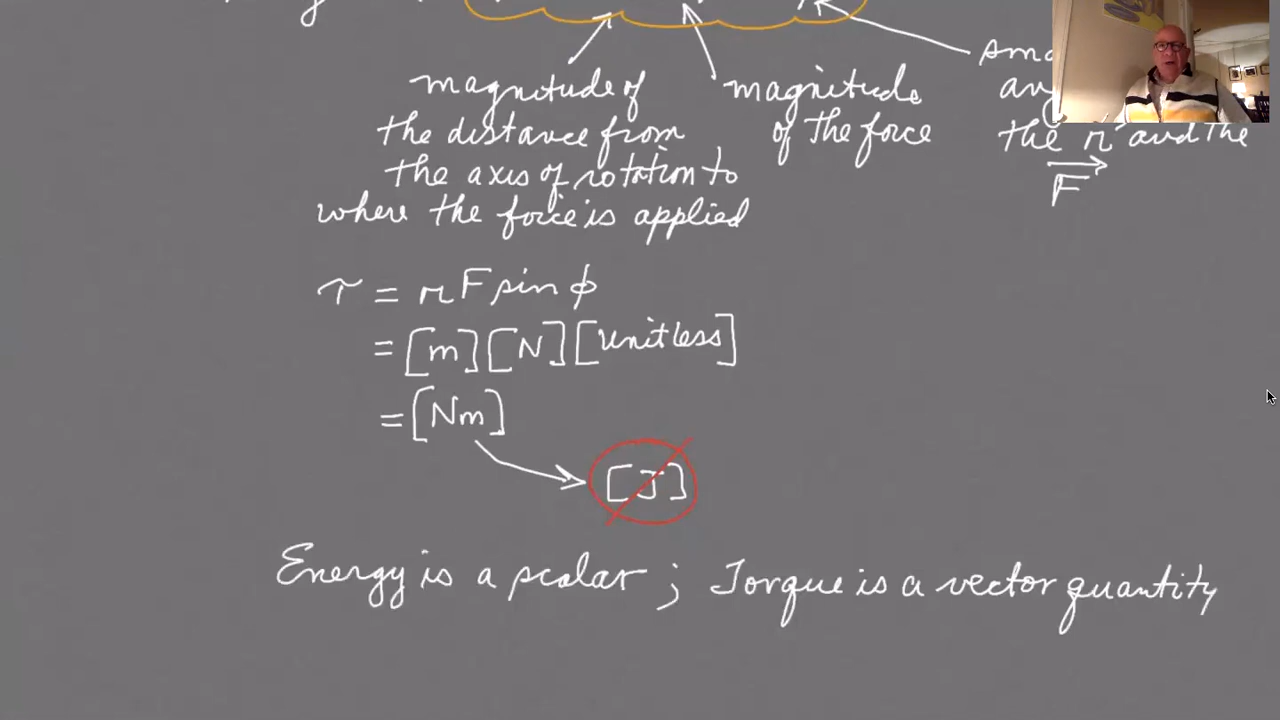 magnitude of
the distance from
the axis of rotation to
where the force is applied
magnitude
of the force
the r and the
F
τ = r F sin φ
= [m] [N] [unitless]
= [Nm]
[J]
Energy is a scalar ; Torque is a vector quantity